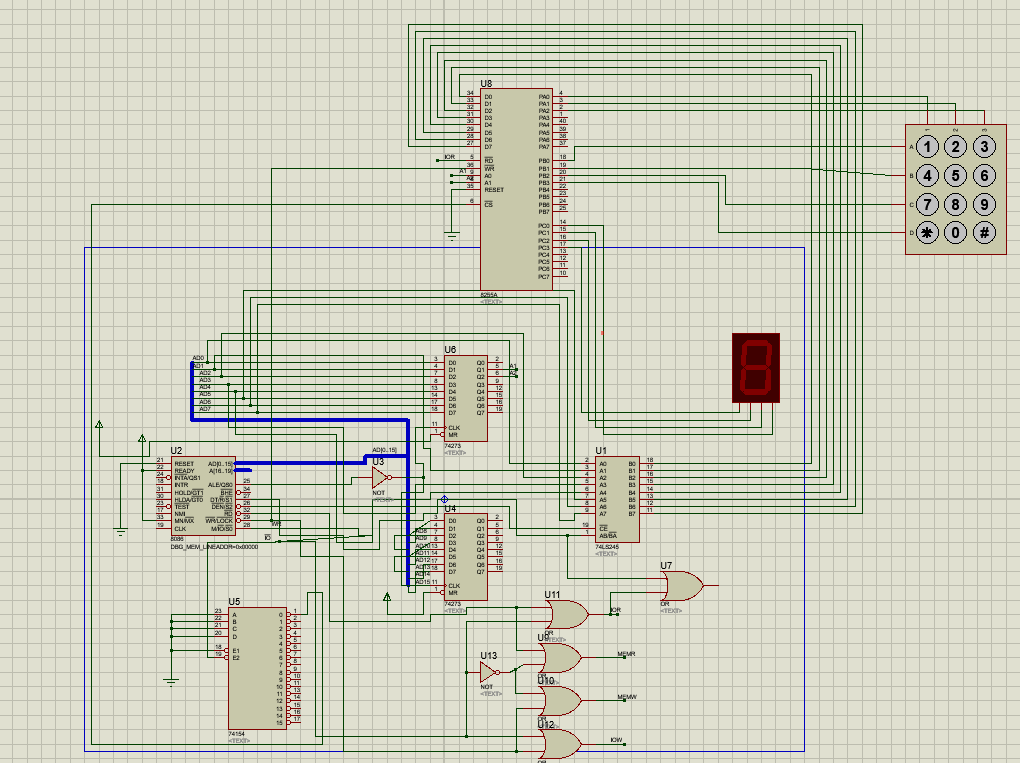 U8
34 D0 PA0 4
33 D1 PA1 3
32 D2 PA2 2
31 D3 PA3 1
30 D4 PA4 40
29 D5 PA5 39
28 D6 PA6 38
27 D7 PA7 37
IOR 5 RD PB0 18
36 WR PB1 19
A1 9 A0 PB2 20
A2 8 A1 PB3 21
35 RESET PB4 22
PB5 23
6 CS PB6 24
PB7 25
PC0 14
PC1 15
PC2 16
PC3 17
PC4 13
PC5 12
PC6 11
PC7 10
8255A
<TEXT>
1 2 3
A 1 2 3
B 4 5 6
C 7 8 9
D * 0 #
U6
AD0 3 D0 Q0 2
AD1 4 D1 Q1 5 A1
AD2 7 D2 Q2 6 A2
AD3 8 D3 Q3 9
AD4 13 D4 Q4 12
AD5 14 D5 Q5 15
AD6 17 D6 Q6 16
AD7 18 D7 Q7 19
11 CLK
1 MR
74273
<TEXT>
U2
21 RESET AD[0..15]
22 READY A[16..19]
24 INTA/QS1
18 INTR ALE/QS0 25
31 HOLD/GT1 BHE 34
30 HLDA/GT0 DT/R/S1 27
23 TEST DEN/S2 26
17 NMI RD 32
33 MN/MX WR/LOCK 29
19 CLK M/IO/S0 28
8086
DBG_MEM_LINEADDR=0x00000
AD[0..15]
U3
NOT
<TEXT>
WR
IO
U1
2 A0 B0 18
3 A1 B1 17
4 A2 B2 16
5 A3 B3 15
6 A4 B4 14
7 A5 B5 13
8 A6 B6 12
9 A7 B7 11
19 CE
1 AB/BA
74LS245
<TEXT>
U4
3 D0 Q0 2
AD8 4 D1 Q1 5
AD9 7 D2 Q2 6
AD10 8 D3 Q3 9
AD11 13 D4 Q4 12
AD12 14 D5 Q5 15
AD13 17 D6 Q6 16
AD14 18 D7 Q7 19
AD15 11 CLK
1 MR
74273
<TEXT>
U7
OR
<TEXT>
U5
23 A 0 1
22 B 1 2
21 C 2 3
20 D 3 4
4 5
18 E1 5 6
19 E2 6 7
7 8
8 9
9 10
10 11
11 13
12 14
13 15
14 16
15 17
74154
<TEXT>
U11
IOR
OR
<TEXT>
U9
MEMR
U13
NOT
<TEXT>
U10
MEMW
OR
U12
IOW